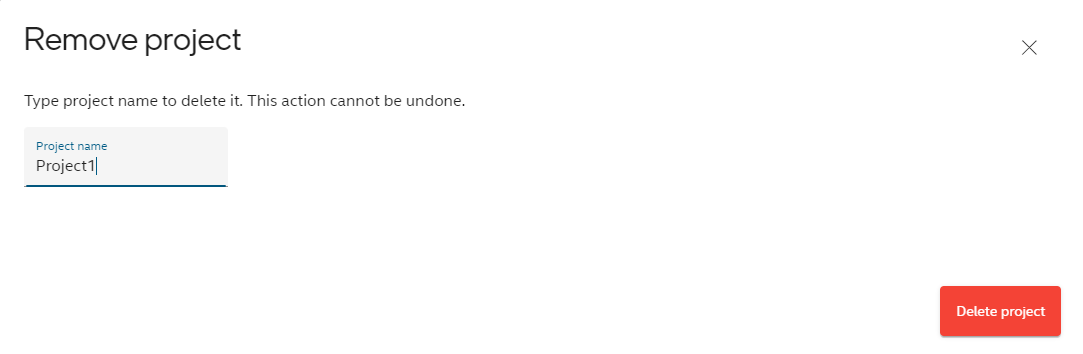 Remove project
Type project name to delete it. This action cannot be undone.
Project name
Project1
Delete project